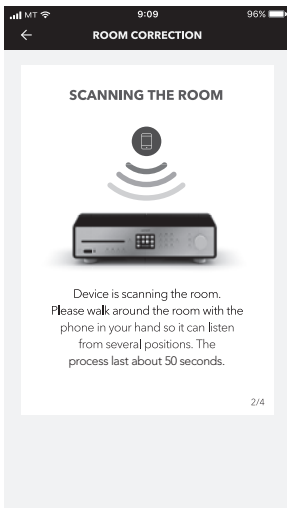 MT 9:09 96%
ROOM CORRECTION
SCANNING THE ROOM
Device is scanning the room.
Please walk around the room with the
phone in your hand so it can listen
from several positions. The
process last about 50 seconds.
2/4